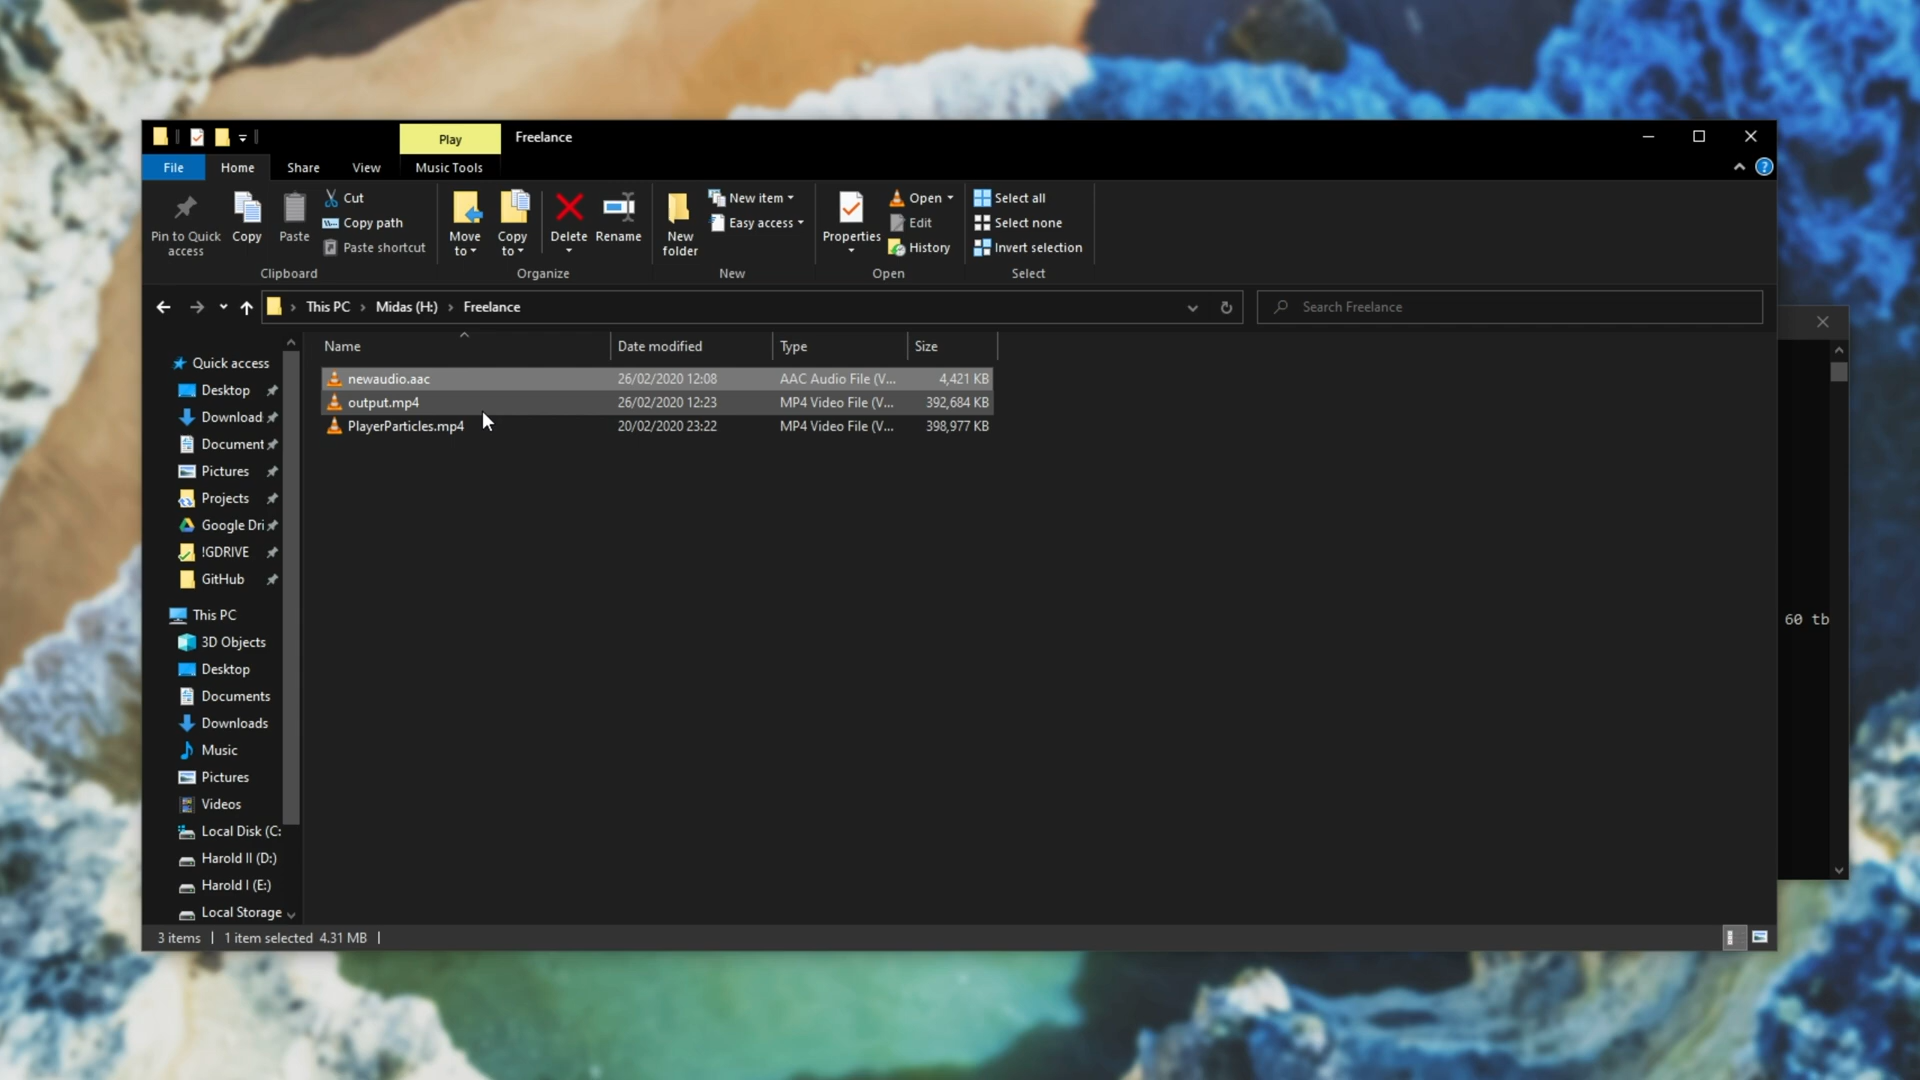 Play
Freelance
File
Home
Share
View
Music Tools
Pin to Quick access
Copy
Paste
Cut
Copy path
Paste shortcut
Clipboard
Move to
Copy to
Delete
Rename
Organize
New folder
New item
Easy access
New
Properties
Open
Edit
History
Open
Select all
Select none
Invert selection
Select
This PC
Midas (H:)
Freelance
Search Freelance
Name
Date modified
Type
Size
newaudio.aac 26/02/2020 12:08 AAC Audio File (V... 4,421 KB
output.mp4 26/02/2020 12:23 MP4 Video File (V... 392,684 KB
PlayerParticles.mp4 20/02/2020 23:22 MP4 Video File (V... 398,977 KB
Quick access
Desktop
Download
Document
Pictures
Projects
Google Dri
!GDRIVE
GitHub
This PC
3D Objects
Desktop
Documents
Downloads
Music
Pictures
Videos
Local Disk (C:
Harold II (D:)
Harold I (E:)
Local Storage
60 tb
3 items
1 item selected 4.31 MB